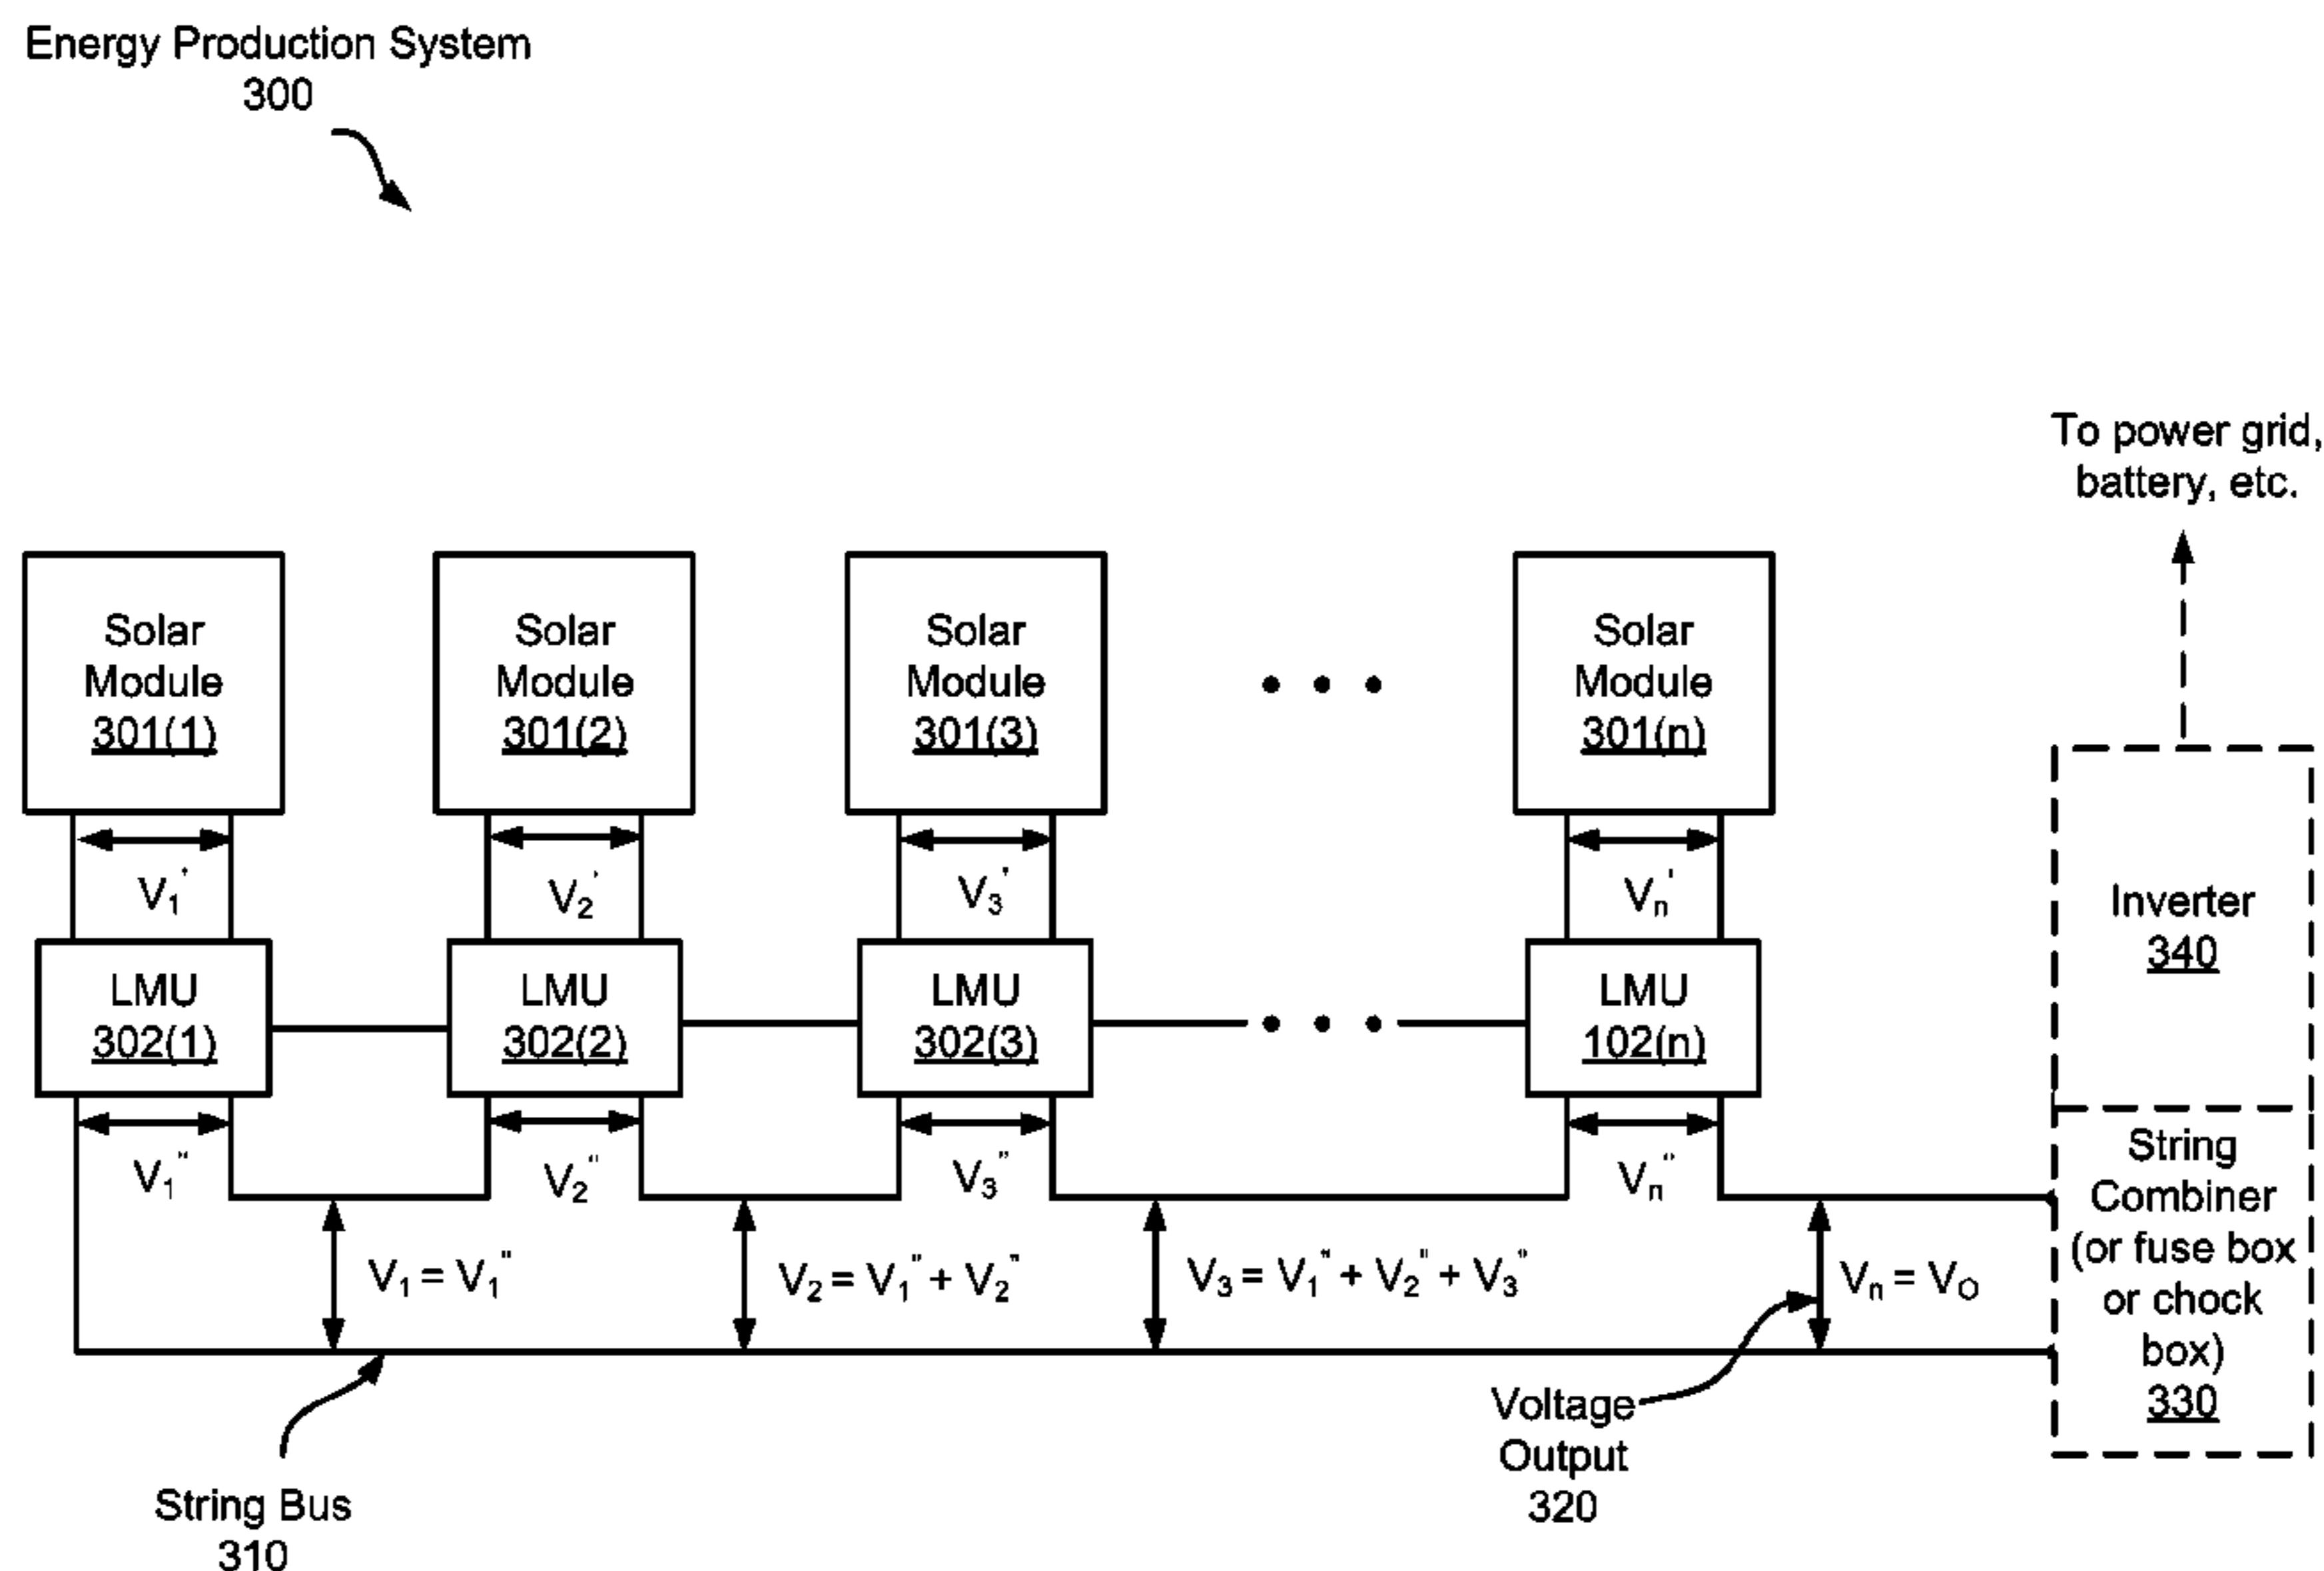 Energy Production System
300
To power grid,
battery, etc.
Solar
Module
301(1)
Solar
Module
301(2)
Solar
Module
301(3)
• • •
Solar
Module
301(n)
V₁'
V₂'
V₃'
Vₙ'
Inverter
340
LMU
302(1)
LMU
302(2)
LMU
302(3)
• • •
LMU
102(n)
V₁"
V₂"
V₃"
Vₙ"
V₁ = V₁"
V₂ = V₁" + V₂"
V₃ = V₁" + V₂" + V₃"
Vₙ = V_O
String
Combiner
(or fuse box
or chock
box)
330
Voltage
Output
320
String Bus
310